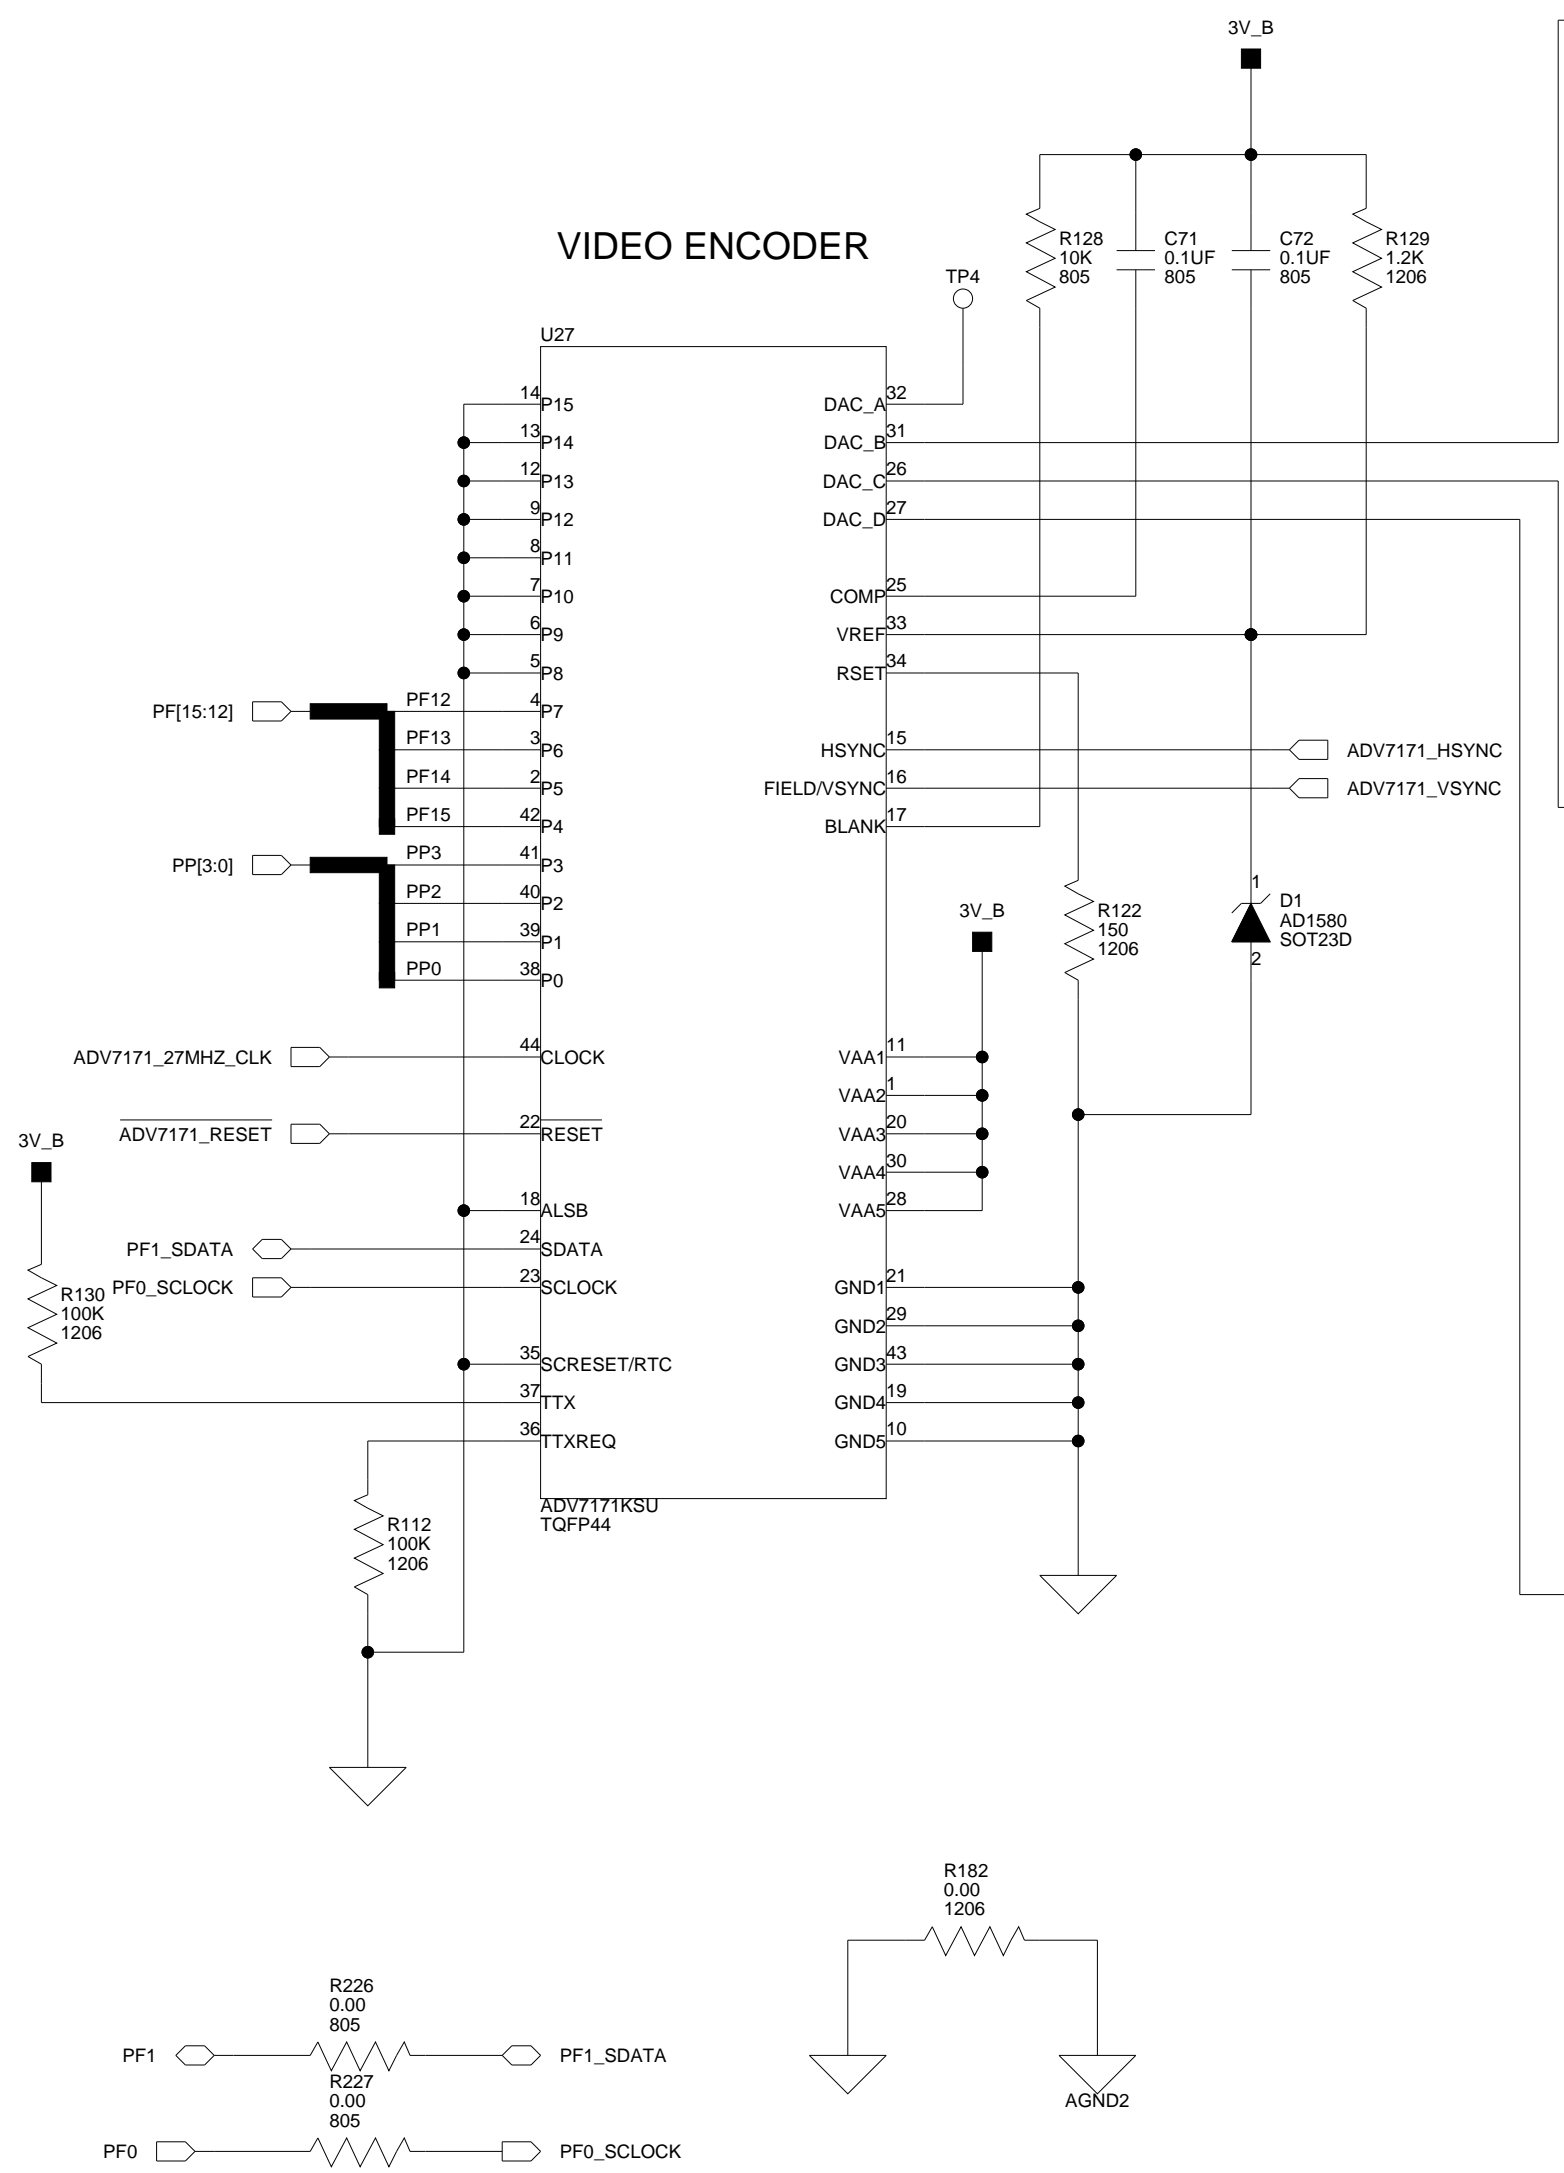 3V_B
VIDEO ENCODER
R128
10K
805
C71
0.1UF
805
C72
0.1UF
805
R129
1.2K
1206
TP4
U27
14 P15
13 P14
12 P13
9 P12
8 P11
7 P10
6 P9
5 P8
PF[15:12] PF12 4 P7
PF13 3 P6
PF14 2 P5
PF15 42 P4
PP[3:0] PP3 41 P3
PP2 40 P2
PP1 39 P1
PP0 38 P0
ADV7171_27MHZ_CLK 44 CLOCK
ADV7171_RESET 22 RESET
18 ALSB
PF1_SDATA 24 SDATA
PF0_SCLOCK 23 SCLOCK
35 SCRESET/RTC
37 TTX
36 TTXREQ
DAC_A 32
DAC_B 31
DAC_C 26
DAC_D 27
COMP 25
VREF 33
RSET 34
HSYNC 15 ADV7171_HSYNC
FIELD/VSYNC 16 ADV7171_VSYNC
BLANK 17
VAA1 11
VAA2 1
VAA3 20
VAA4 30
VAA5 28
GND1 21
GND2 29
GND3 43
GND4 19
GND5 10
ADV7171KSU
TQFP44
3V_B
R122
150
1206
1
D1
AD1580
SOT23D
2
3V_B
R130
100K
1206
R112
100K
1206
R182
0.00
1206
AGND2
R226
0.00
805
PF1 PF1_SDATA
R227
0.00
805
PF0 PF0_SCLOCK